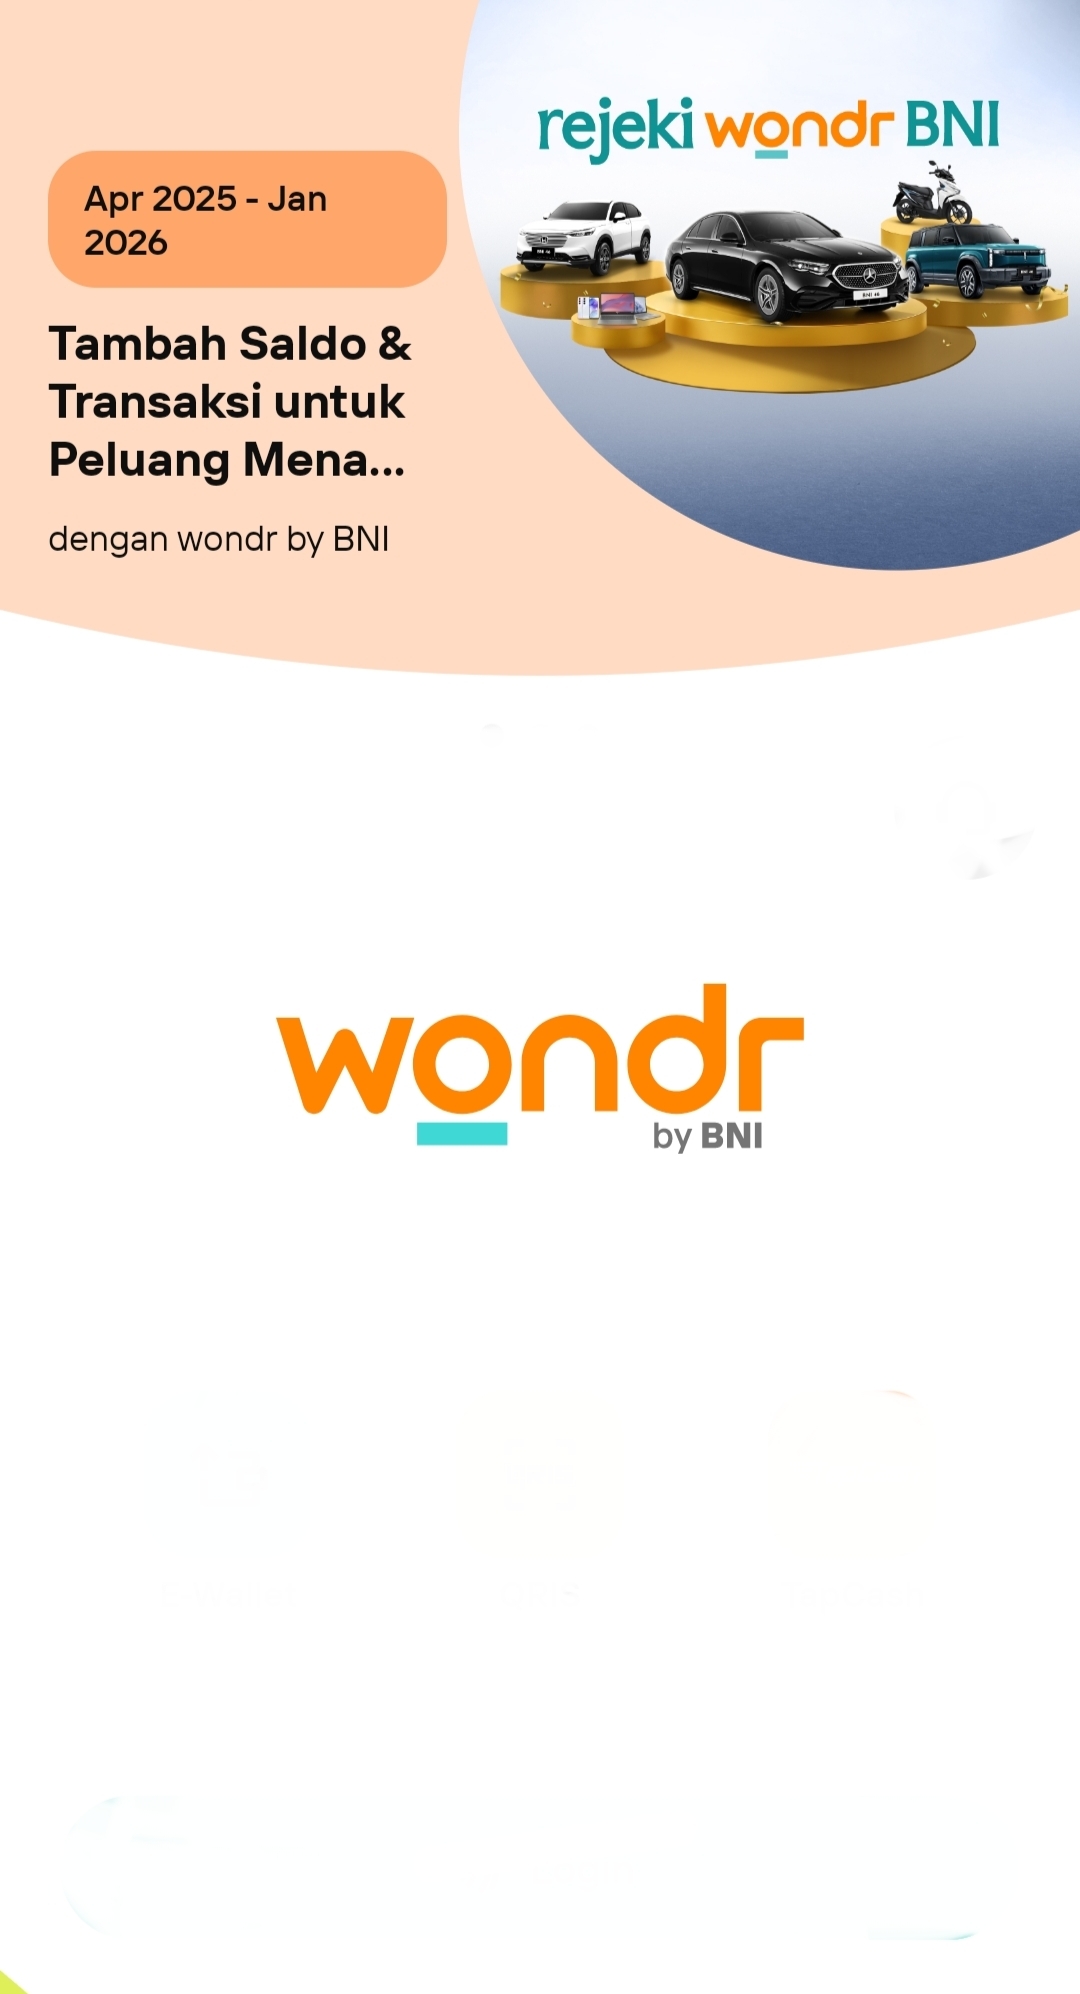 rejeki wondr BNI
Apr 2025 - Jan
2026
Tambah Saldo &
Transaksi untuk
Peluang Mena...
dengan wondr by BNI
wondr
by BNI